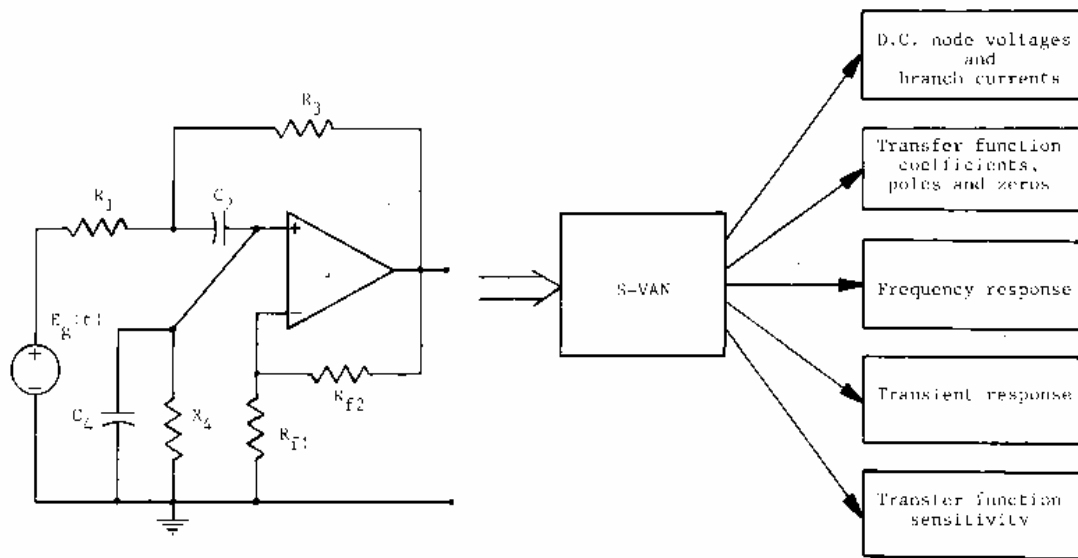 R3
R1
+
+
−
Eg(t)
+
−
Rf2
C4
R4
Rf1
S-VAN
D.C. node voltages
and
branch currents
Transfer function
coefficients,
poles and zeros
Frequency response
Transient response
Transfer function
sensitivity